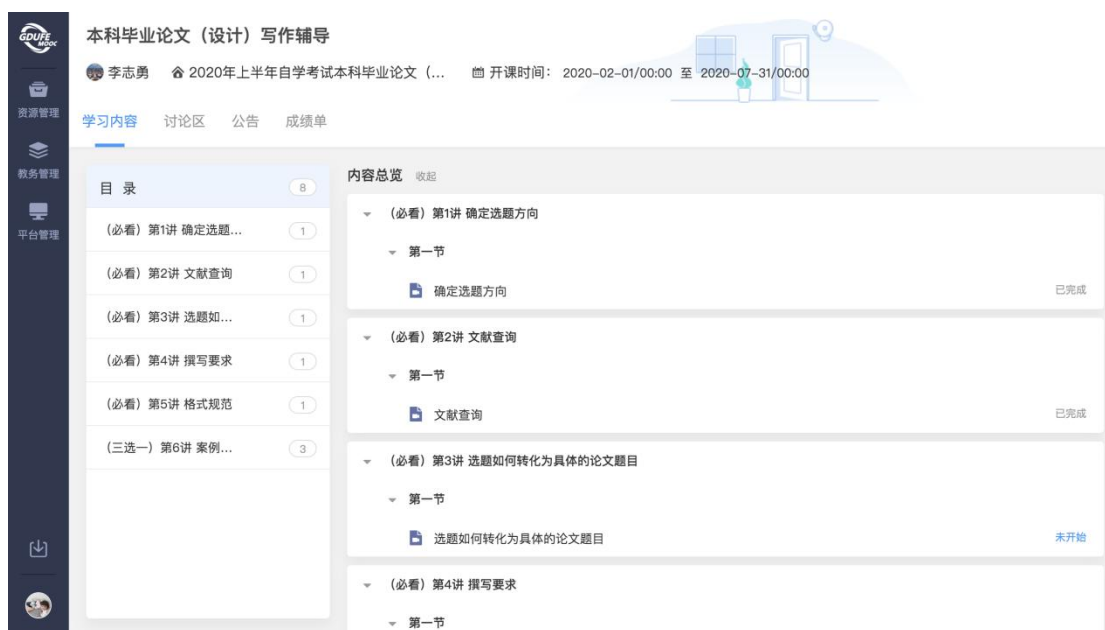 GDUFE
MOOC
资源管理
教务管理
平台管理
本科毕业论文（设计）写作辅导
李志勇 2020年上半年自学考试本科毕业论文（... 开课时间： 2020-02-01/00:00 至 2020-07-31/00:00
学习内容 讨论区 公告 成绩单
目 录 8
（必看）第1讲 确定选题... 1
（必看）第2讲 文献查询 1
（必看）第3讲 选题如... 1
（必看）第4讲 撰写要求 1
（必看）第5讲 格式规范 1
（三选一）第6讲 案例... 3
内容总览 收起
（必看）第1讲 确定选题方向
第一节
确定选题方向 已完成
（必看）第2讲 文献查询
第一节
文献查询 已完成
（必看）第3讲 选题如何转化为具体的论文题目
第一节
选题如何转化为具体的论文题目 未开始
（必看）第4讲 撰写要求
第一节